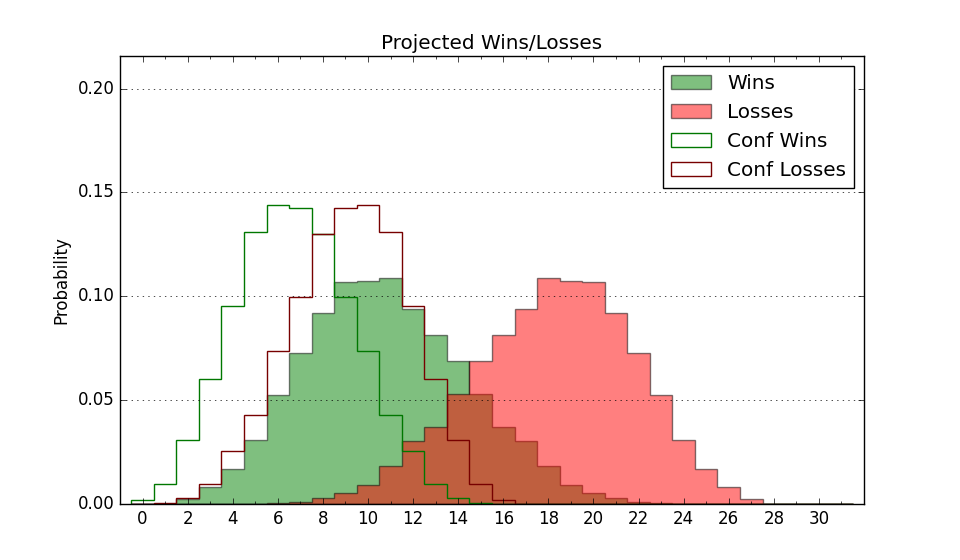 Projected Wins/Losses
0.20
0.15
0.10
0.05
0.00
Probability
Wins
Losses
Conf Wins
Conf Losses
0 2 4 6 8 10 12 14 16 18 20 22 24 26 28 30